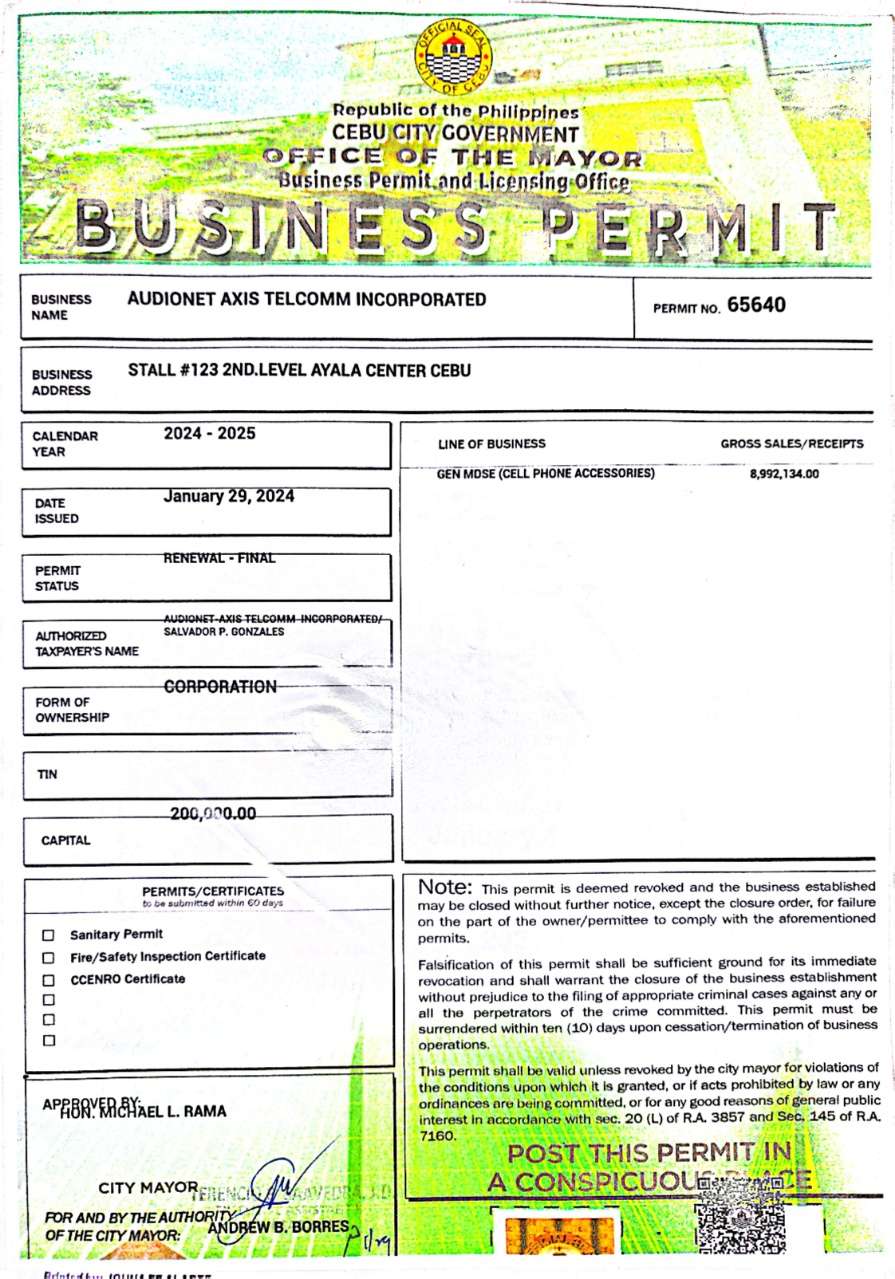 OFFICIAL SEAL
CITY OF CEBU
Republic of the Philippines
CEBU CITY GOVERNMENT
OFFICE OF THE MAYOR
Business Permit and Licensing Office
BUSINESS PERMIT
BUSINESS NAME
AUDIONET AXIS TELCOMM INCORPORATED
PERMIT NO. 65640
BUSINESS ADDRESS
STALL #123 2ND.LEVEL AYALA CENTER CEBU
CALENDAR YEAR
2024 - 2025
DATE ISSUED
January 29, 2024
PERMIT STATUS
RENEWAL - FINAL
AUTHORIZED TAXPAYER'S NAME
AUDIONET-AXIS TELCOMM INCORPORATED/
SALVADOR P. GONZALES
FORM OF OWNERSHIP
CORPORATION
TIN
CAPITAL
200,000.00
LINE OF BUSINESS GROSS SALES/RECEIPTS
GEN MDSE (CELL PHONE ACCESSORIES) 8,992,134.00
PERMITS/CERTIFICATES
to be submitted within 60 days
Sanitary Permit
Fire/Safety Inspection Certificate
CCENRO Certificate
Note: This permit is deemed revoked and the business established
may be closed without further notice, except the closure order, for failure
on the part of the owner/permittee to comply with the aforementioned
permits.
Falsification of this permit shall be sufficient ground for its immediate
revocation and shall warrant the closure of the business establishment
without prejudice to the filing of appropriate criminal cases against any or
all the perpetrators of the crime committed. This permit must be
surrendered within ten (10) days upon cessation/termination of business
operations.
This permit shall be valid unless revoked by the city mayor for violations of
the conditions upon which it is granted, or if acts prohibited by law or any
ordinances are being committed, or for any good reasons of general public
interest in accordance with sec. 20 (L) of R.A. 3857 and Sec. 145 of R.A.
7160.
POST THIS PERMIT IN
A CONSPICUOUS PLACE
APPROVED BY:
HON. MICHAEL L. RAMA
CITY MAYOR
FOR AND BY THE AUTHORITY
OF THE CITY MAYOR:
ANDREW B. BORRES
1/29